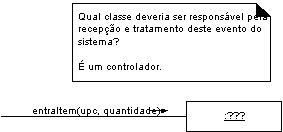 Qual classe deveria ser responsável pela
recepção e tratamento deste evento do
sistema?
É um controlador.
entraItem(upc, quantidade)
:???